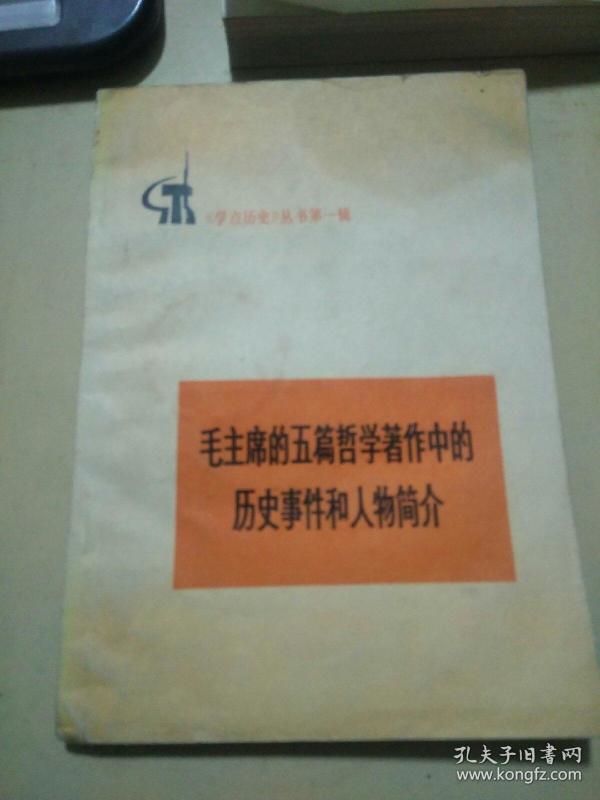 《学点历史》丛书第一辑
毛主席的五篇哲学著作中的
历史事件和人物简介
孔夫子旧书网
www.kongfz.com